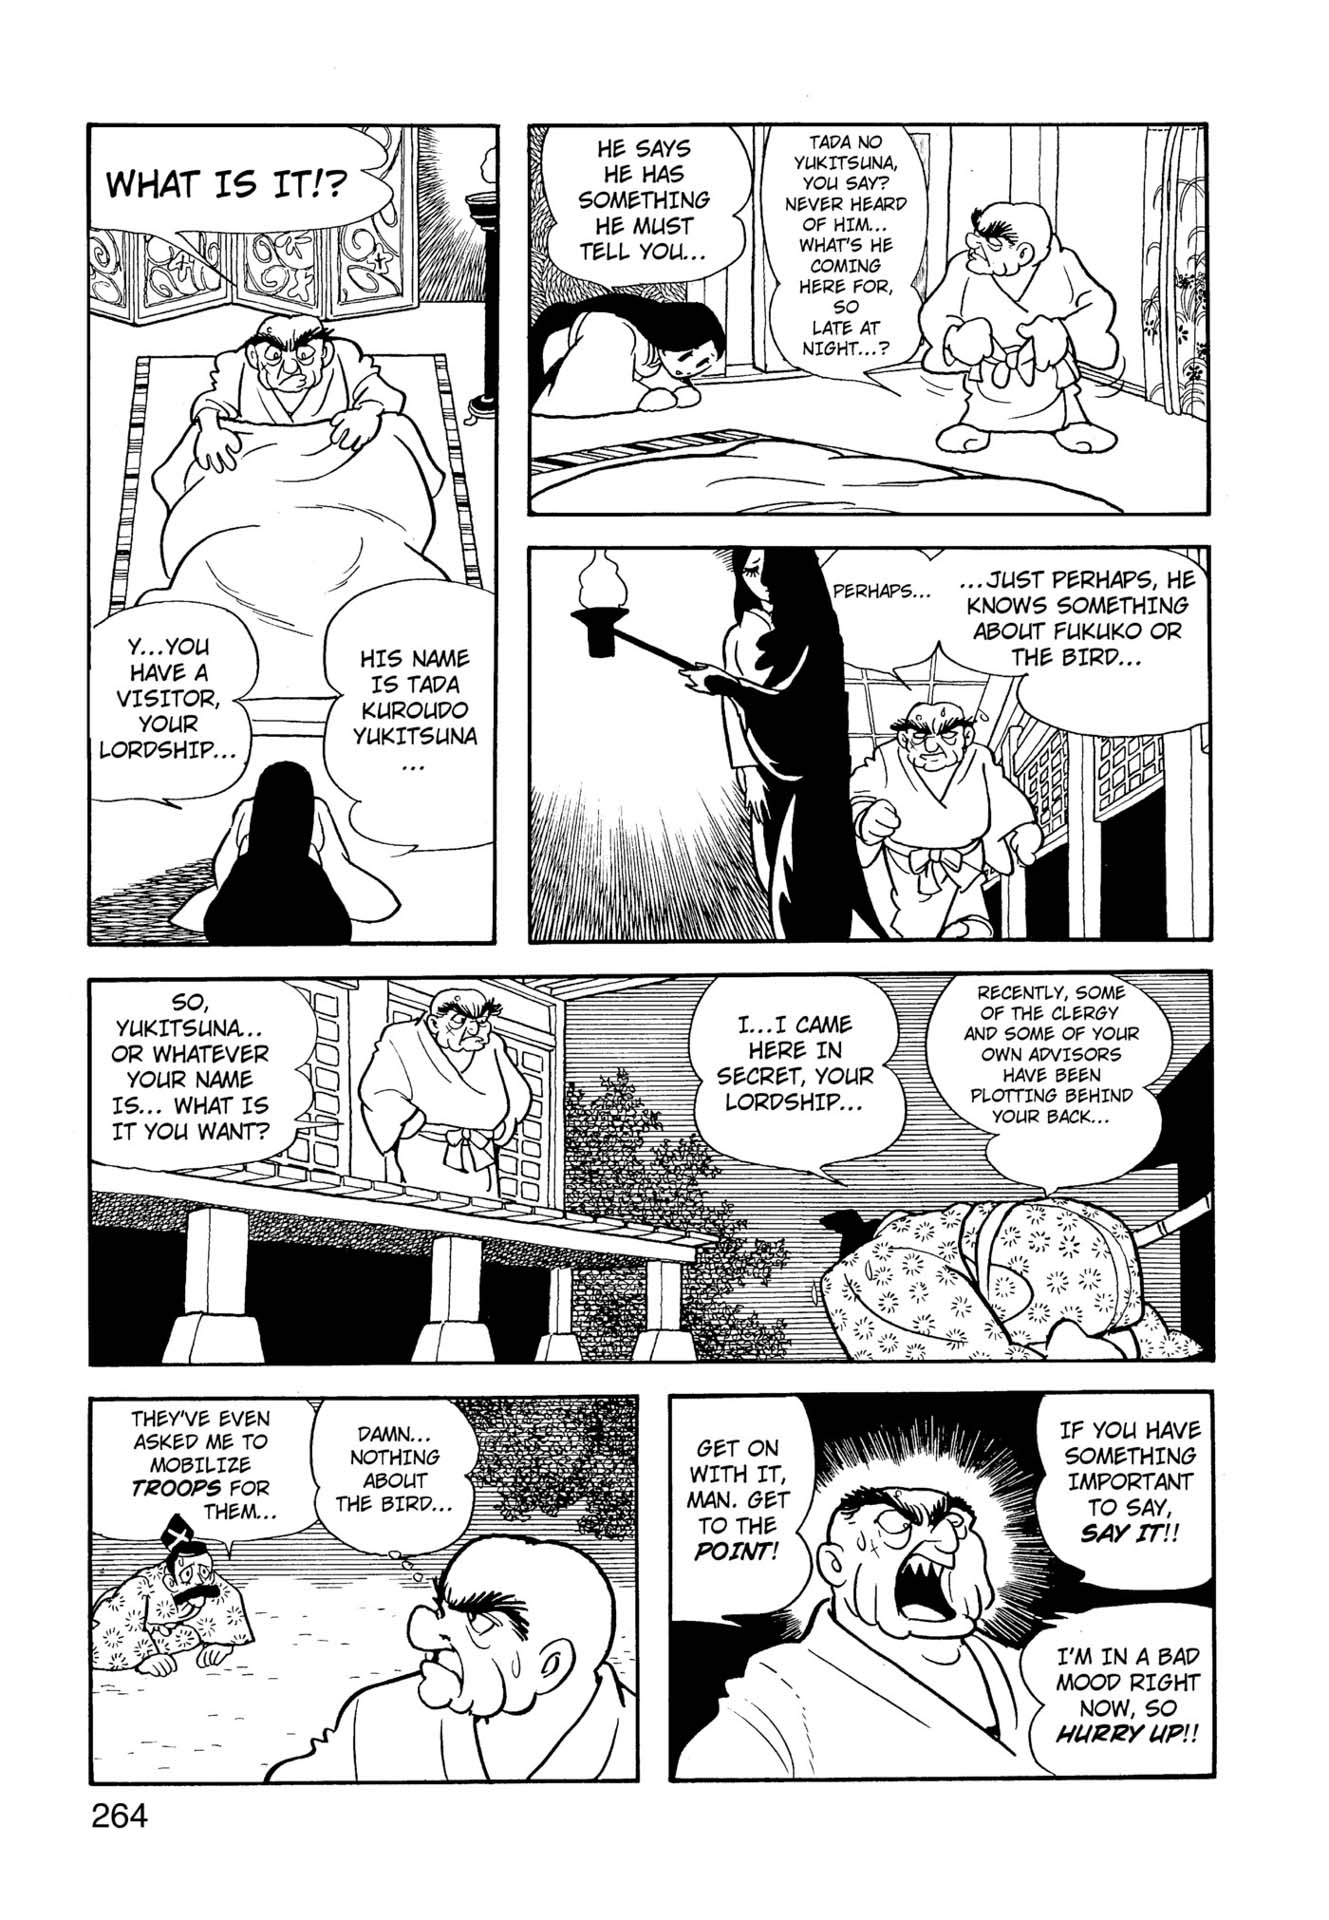 WHAT IS IT!?
Y...YOU
HAVE A
VISITOR,
YOUR
LORDSHIP...
HIS NAME
IS TADA
KUROUDO
YUKITSUNA
...
HE SAYS
HE HAS
SOMETHING
HE MUST
TELL YOU...
TADA NO
YUKITSUNA,
YOU SAY?
NEVER HEARD
OF HIM...
WHAT'S HE
COMING
HERE FOR,
SO
LATE AT
NIGHT...?
PERHAPS...
...JUST PERHAPS, HE
KNOWS SOMETHING
ABOUT FUKUKO OR
THE BIRD...
SO,
YUKITSUNA...
OR WHATEVER
YOUR NAME
IS... WHAT IS
IT YOU WANT?
I...I CAME
HERE IN
SECRET, YOUR
LORDSHIP...
RECENTLY, SOME
OF THE CLERGY
AND SOME OF YOUR
OWN ADVISORS
HAVE BEEN
PLOTTING BEHIND
YOUR BACK...
THEY'VE EVEN
ASKED ME TO
MOBILIZE
TROOPS FOR
THEM...
DAMN...
NOTHING
ABOUT
THE BIRD...
GET ON
WITH IT,
MAN. GET
TO THE
POINT!
IF YOU HAVE
SOMETHING
IMPORTANT
TO SAY,
SAY IT!!
I'M IN A BAD
MOOD RIGHT
NOW, SO
HURRY UP!!
264